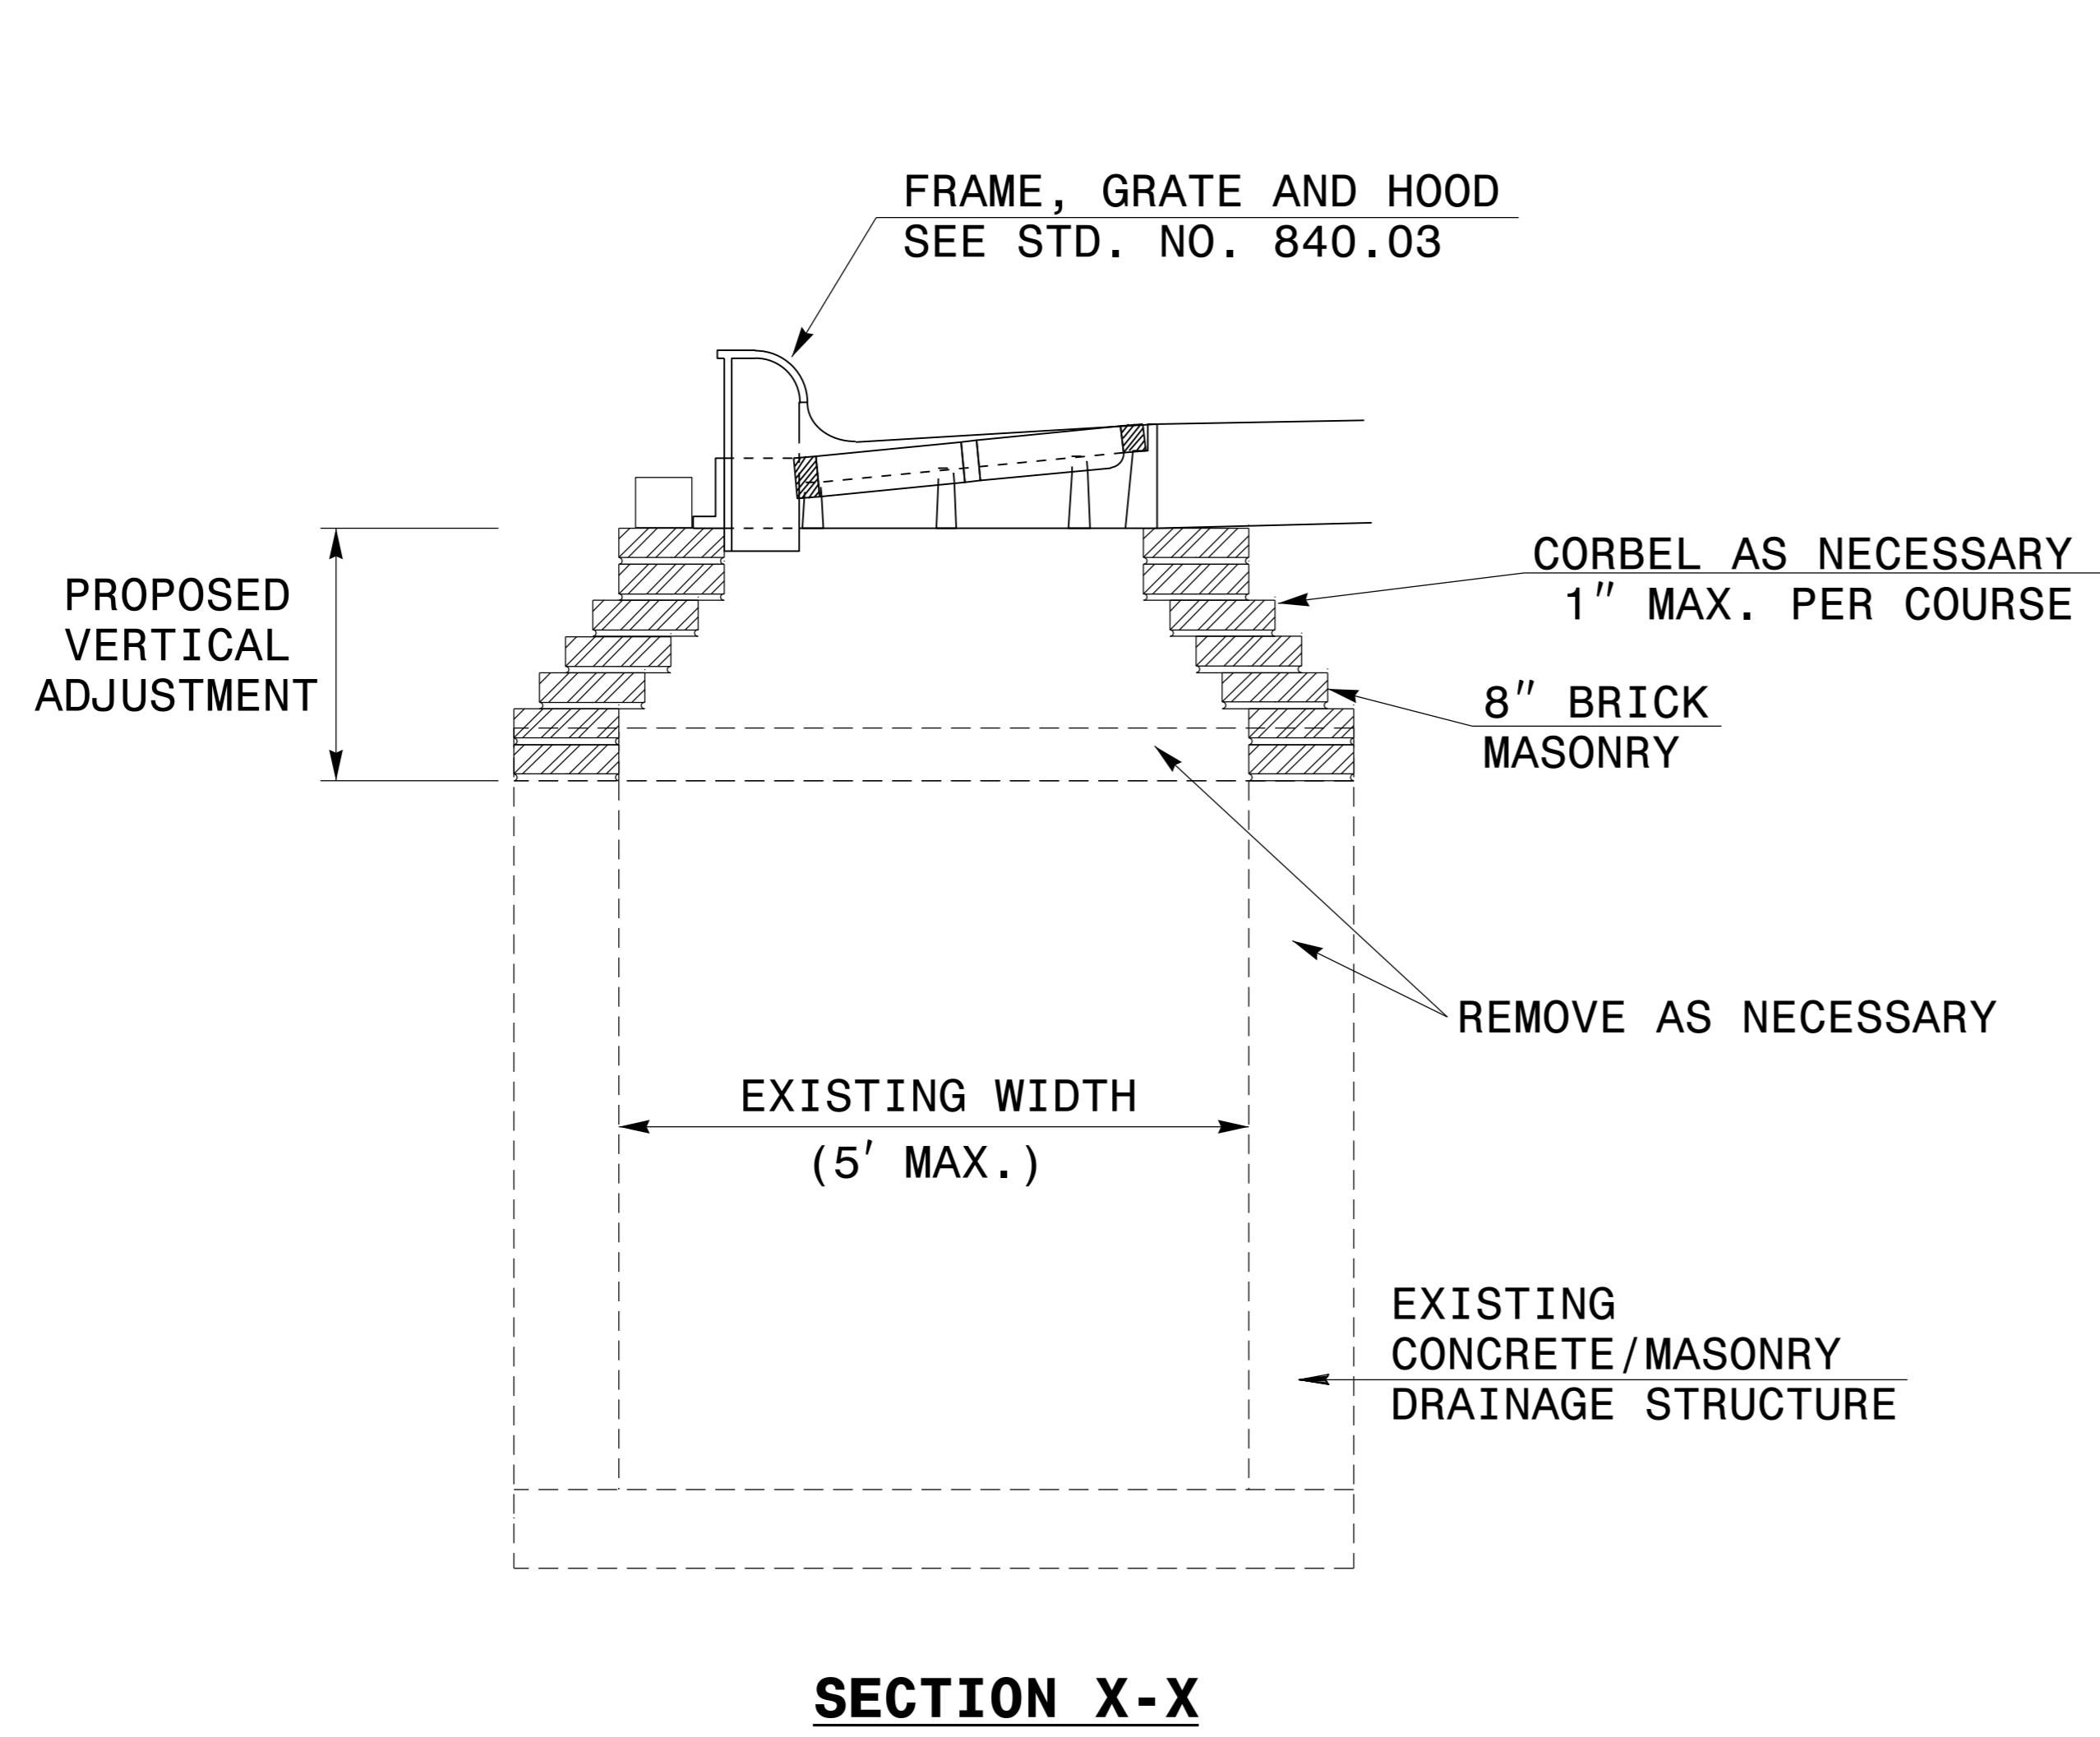 FRAME, GRATE AND HOOD
SEE STD. NO. 840.03
PROPOSED
VERTICAL
ADJUSTMENT
CORBEL AS NECESSARY
1" MAX. PER COURSE
8" BRICK
MASONRY
REMOVE AS NECESSARY
EXISTING WIDTH
(5' MAX.)
EXISTING
CONCRETE/MASONRY
DRAINAGE STRUCTURE
SECTION X-X